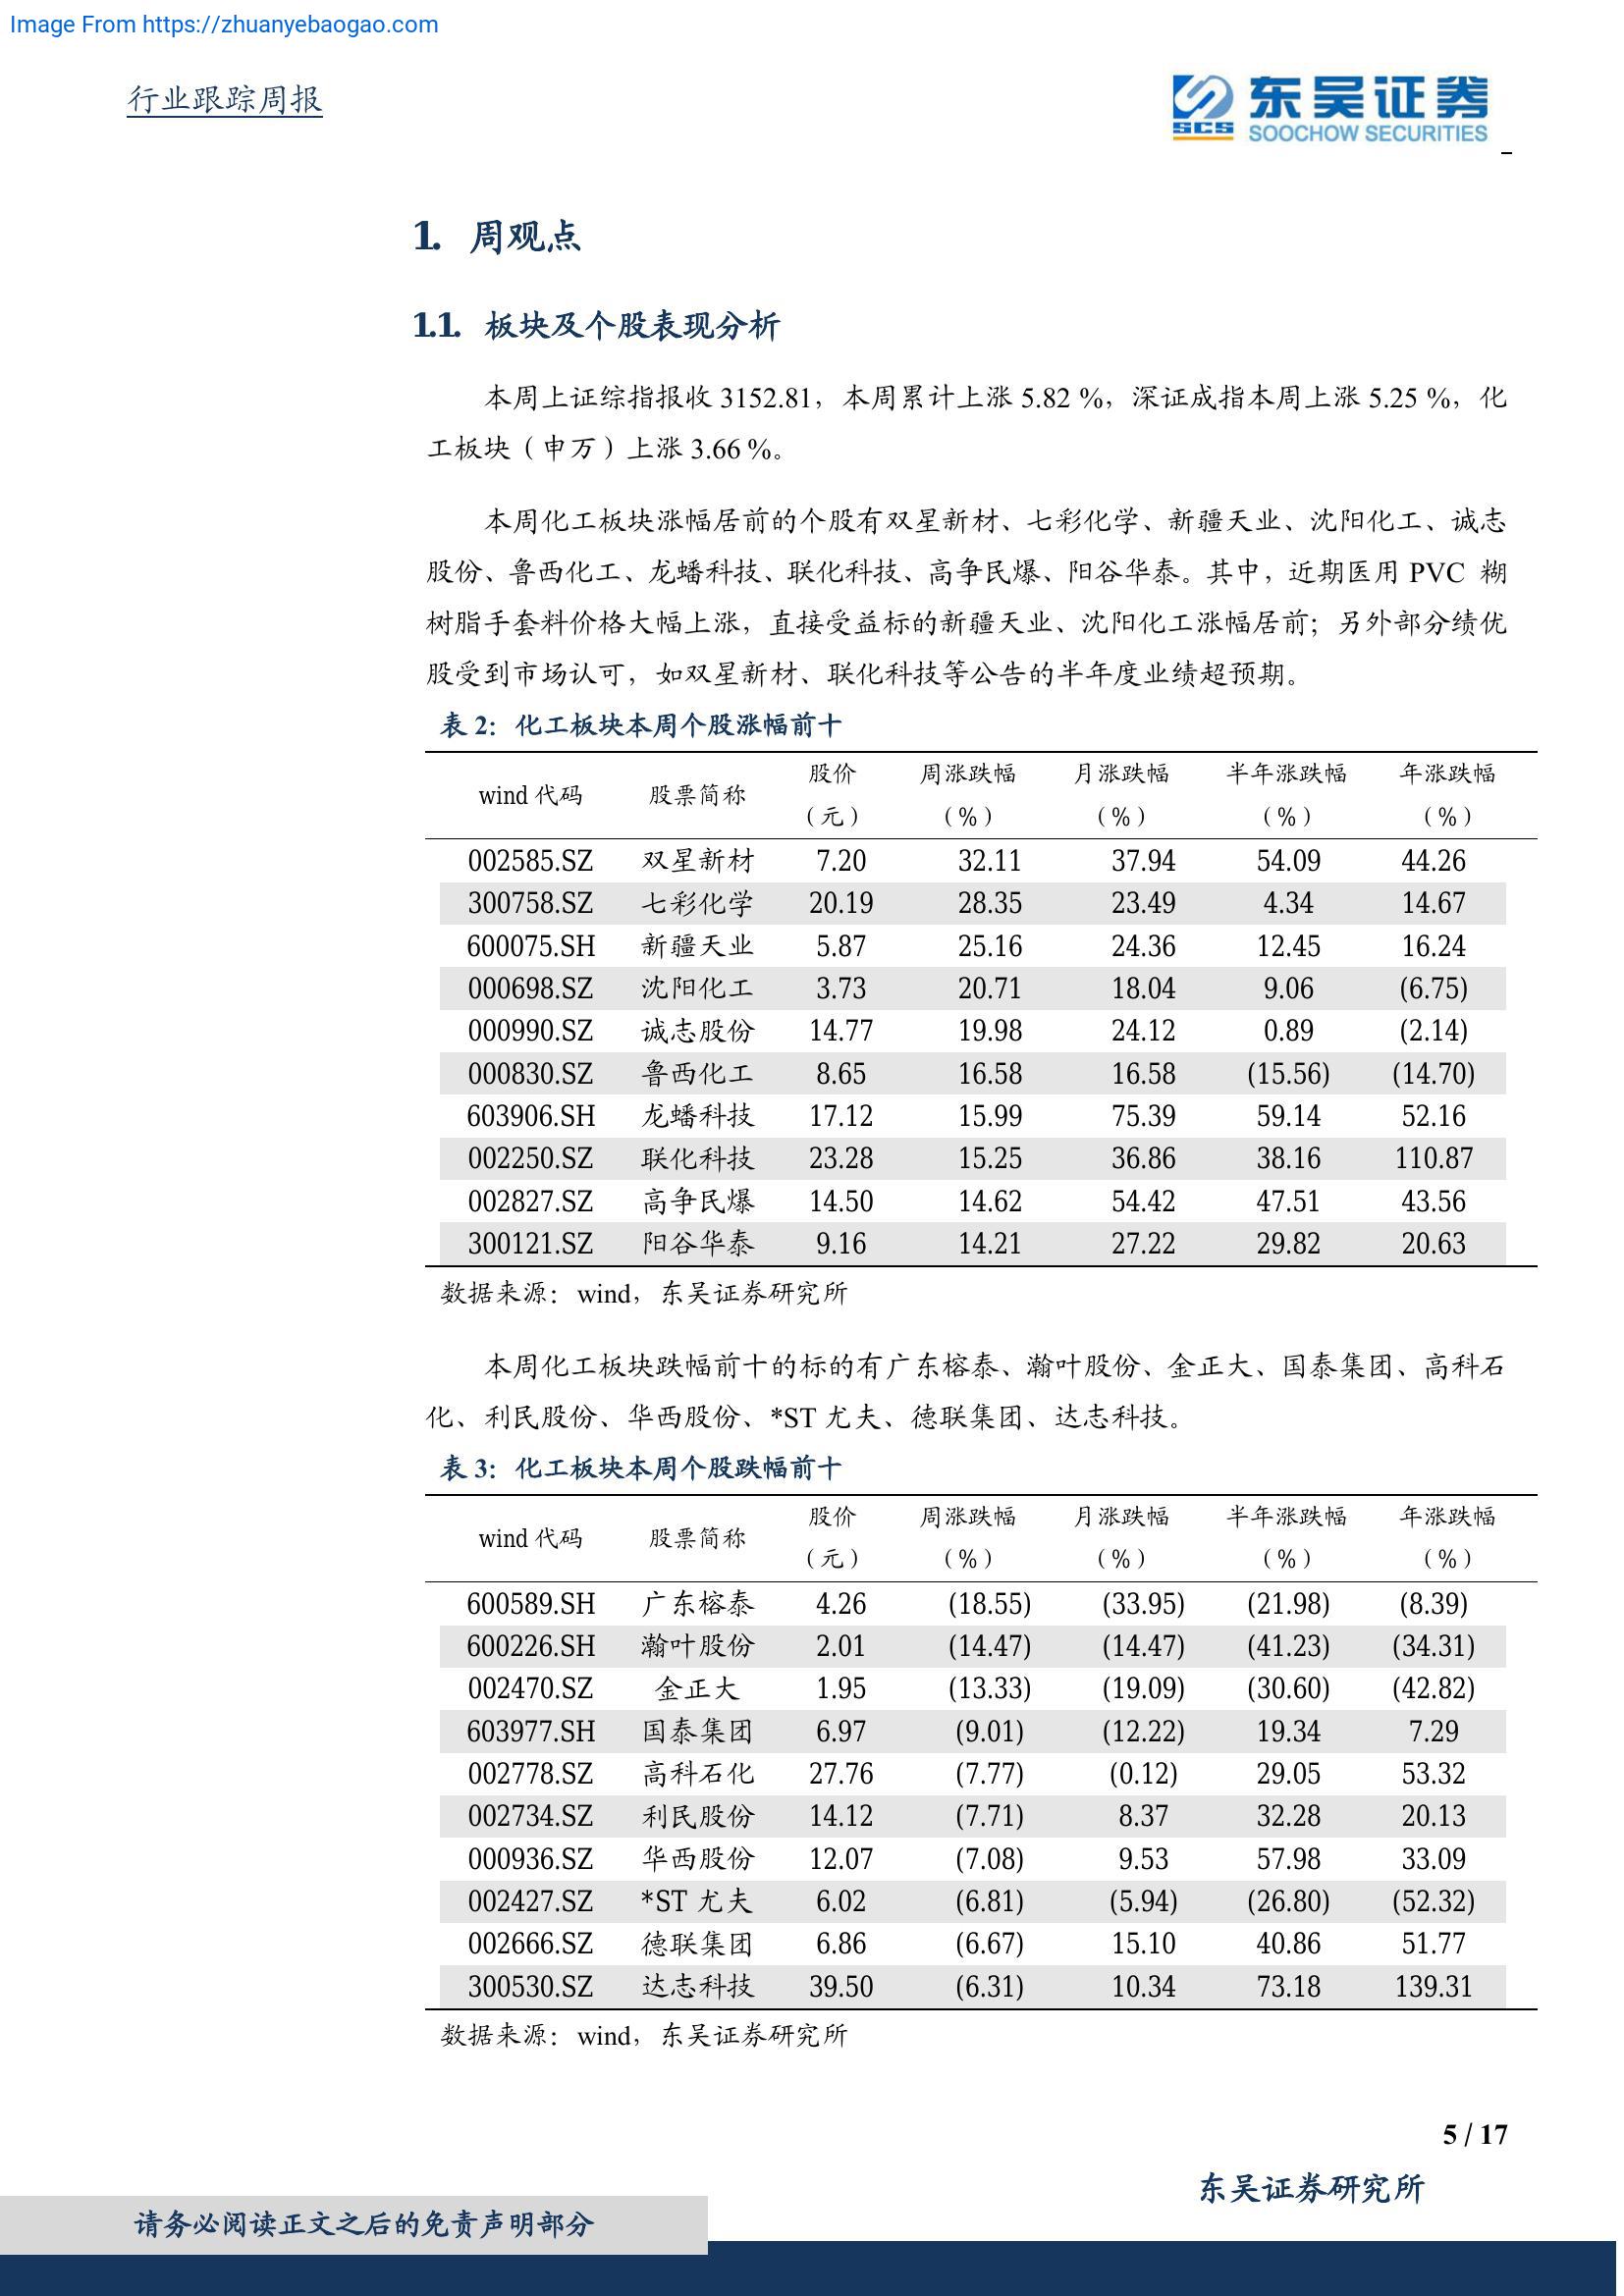 Image From https://zhuanyebaogao.com
行业跟踪周报
SCS 东吴证券
SOOCHOW SECURITIES
1. 周观点
1.1. 板块及个股表现分析
本周上证综指报收 3152.81，本周累计上涨 5.82 %，深证成指本周上涨 5.25 %，化
工板块（申万）上涨 3.66 %。
本周化工板块涨幅居前的个股有双星新材、七彩化学、新疆天业、沈阳化工、诚志
股份、鲁西化工、龙蟠科技、联化科技、高争民爆、阳谷华泰。其中，近期医用 PVC 糊
树脂手套料价格大幅上涨，直接受益标的新疆天业、沈阳化工涨幅居前；另外部分绩优
股受到市场认可，如双星新材、联化科技等公告的半年度业绩超预期。
表 2：化工板块本周个股涨幅前十
wind 代码 股票简称 股价 周涨跌幅 月涨跌幅 半年涨跌幅 年涨跌幅
（元） （%） （%） （%） （%）
002585.SZ 双星新材 7.20 32.11 37.94 54.09 44.26
300758.SZ 七彩化学 20.19 28.35 23.49 4.34 14.67
600075.SH 新疆天业 5.87 25.16 24.36 12.45 16.24
000698.SZ 沈阳化工 3.73 20.71 18.04 9.06 (6.75)
000990.SZ 诚志股份 14.77 19.98 24.12 0.89 (2.14)
000830.SZ 鲁西化工 8.65 16.58 16.58 (15.56) (14.70)
603906.SH 龙蟠科技 17.12 15.99 75.39 59.14 52.16
002250.SZ 联化科技 23.28 15.25 36.86 38.16 110.87
002827.SZ 高争民爆 14.50 14.62 54.42 47.51 43.56
300121.SZ 阳谷华泰 9.16 14.21 27.22 29.82 20.63
数据来源：wind，东吴证券研究所
本周化工板块跌幅前十的标的有广东榕泰、瀚叶股份、金正大、国泰集团、高科石
化、利民股份、华西股份、*ST 尤夫、德联集团、达志科技。
表 3：化工板块本周个股跌幅前十
wind 代码 股票简称 股价 周涨跌幅 月涨跌幅 半年涨跌幅 年涨跌幅
（元） （%） （%） （%） （%）
600589.SH 广东榕泰 4.26 (18.55) (33.95) (21.98) (8.39)
600226.SH 瀚叶股份 2.01 (14.47) (14.47) (41.23) (34.31)
002470.SZ 金正大 1.95 (13.33) (19.09) (30.60) (42.82)
603977.SH 国泰集团 6.97 (9.01) (12.22) 19.34 7.29
002778.SZ 高科石化 27.76 (7.77) (0.12) 29.05 53.32
002734.SZ 利民股份 14.12 (7.71) 8.37 32.28 20.13
000936.SZ 华西股份 12.07 (7.08) 9.53 57.98 33.09
002427.SZ *ST 尤夫 6.02 (6.81) (5.94) (26.80) (52.32)
002666.SZ 德联集团 6.86 (6.67) 15.10 40.86 51.77
300530.SZ 达志科技 39.50 (6.31) 10.34 73.18 139.31
数据来源：wind，东吴证券研究所
5 / 17
东吴证券研究所
请务必阅读正文之后的免责声明部分